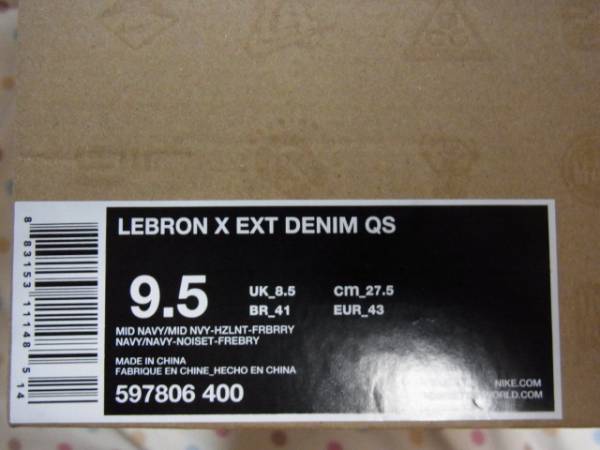 LEBRON X EXT DENIM QS
9.5
UK_8.5 cm_27.5
BR_41 EUR_43
MID NAVY/MID NVY-HZLNT-FRBRRY
NAVY/NAVY-NOISET-FREBRY
MADE IN CHINA
FABRIQUE EN CHINE_HECHO EN CHINA
597806 400
NIKE.COM
8 83153 11148 5 14